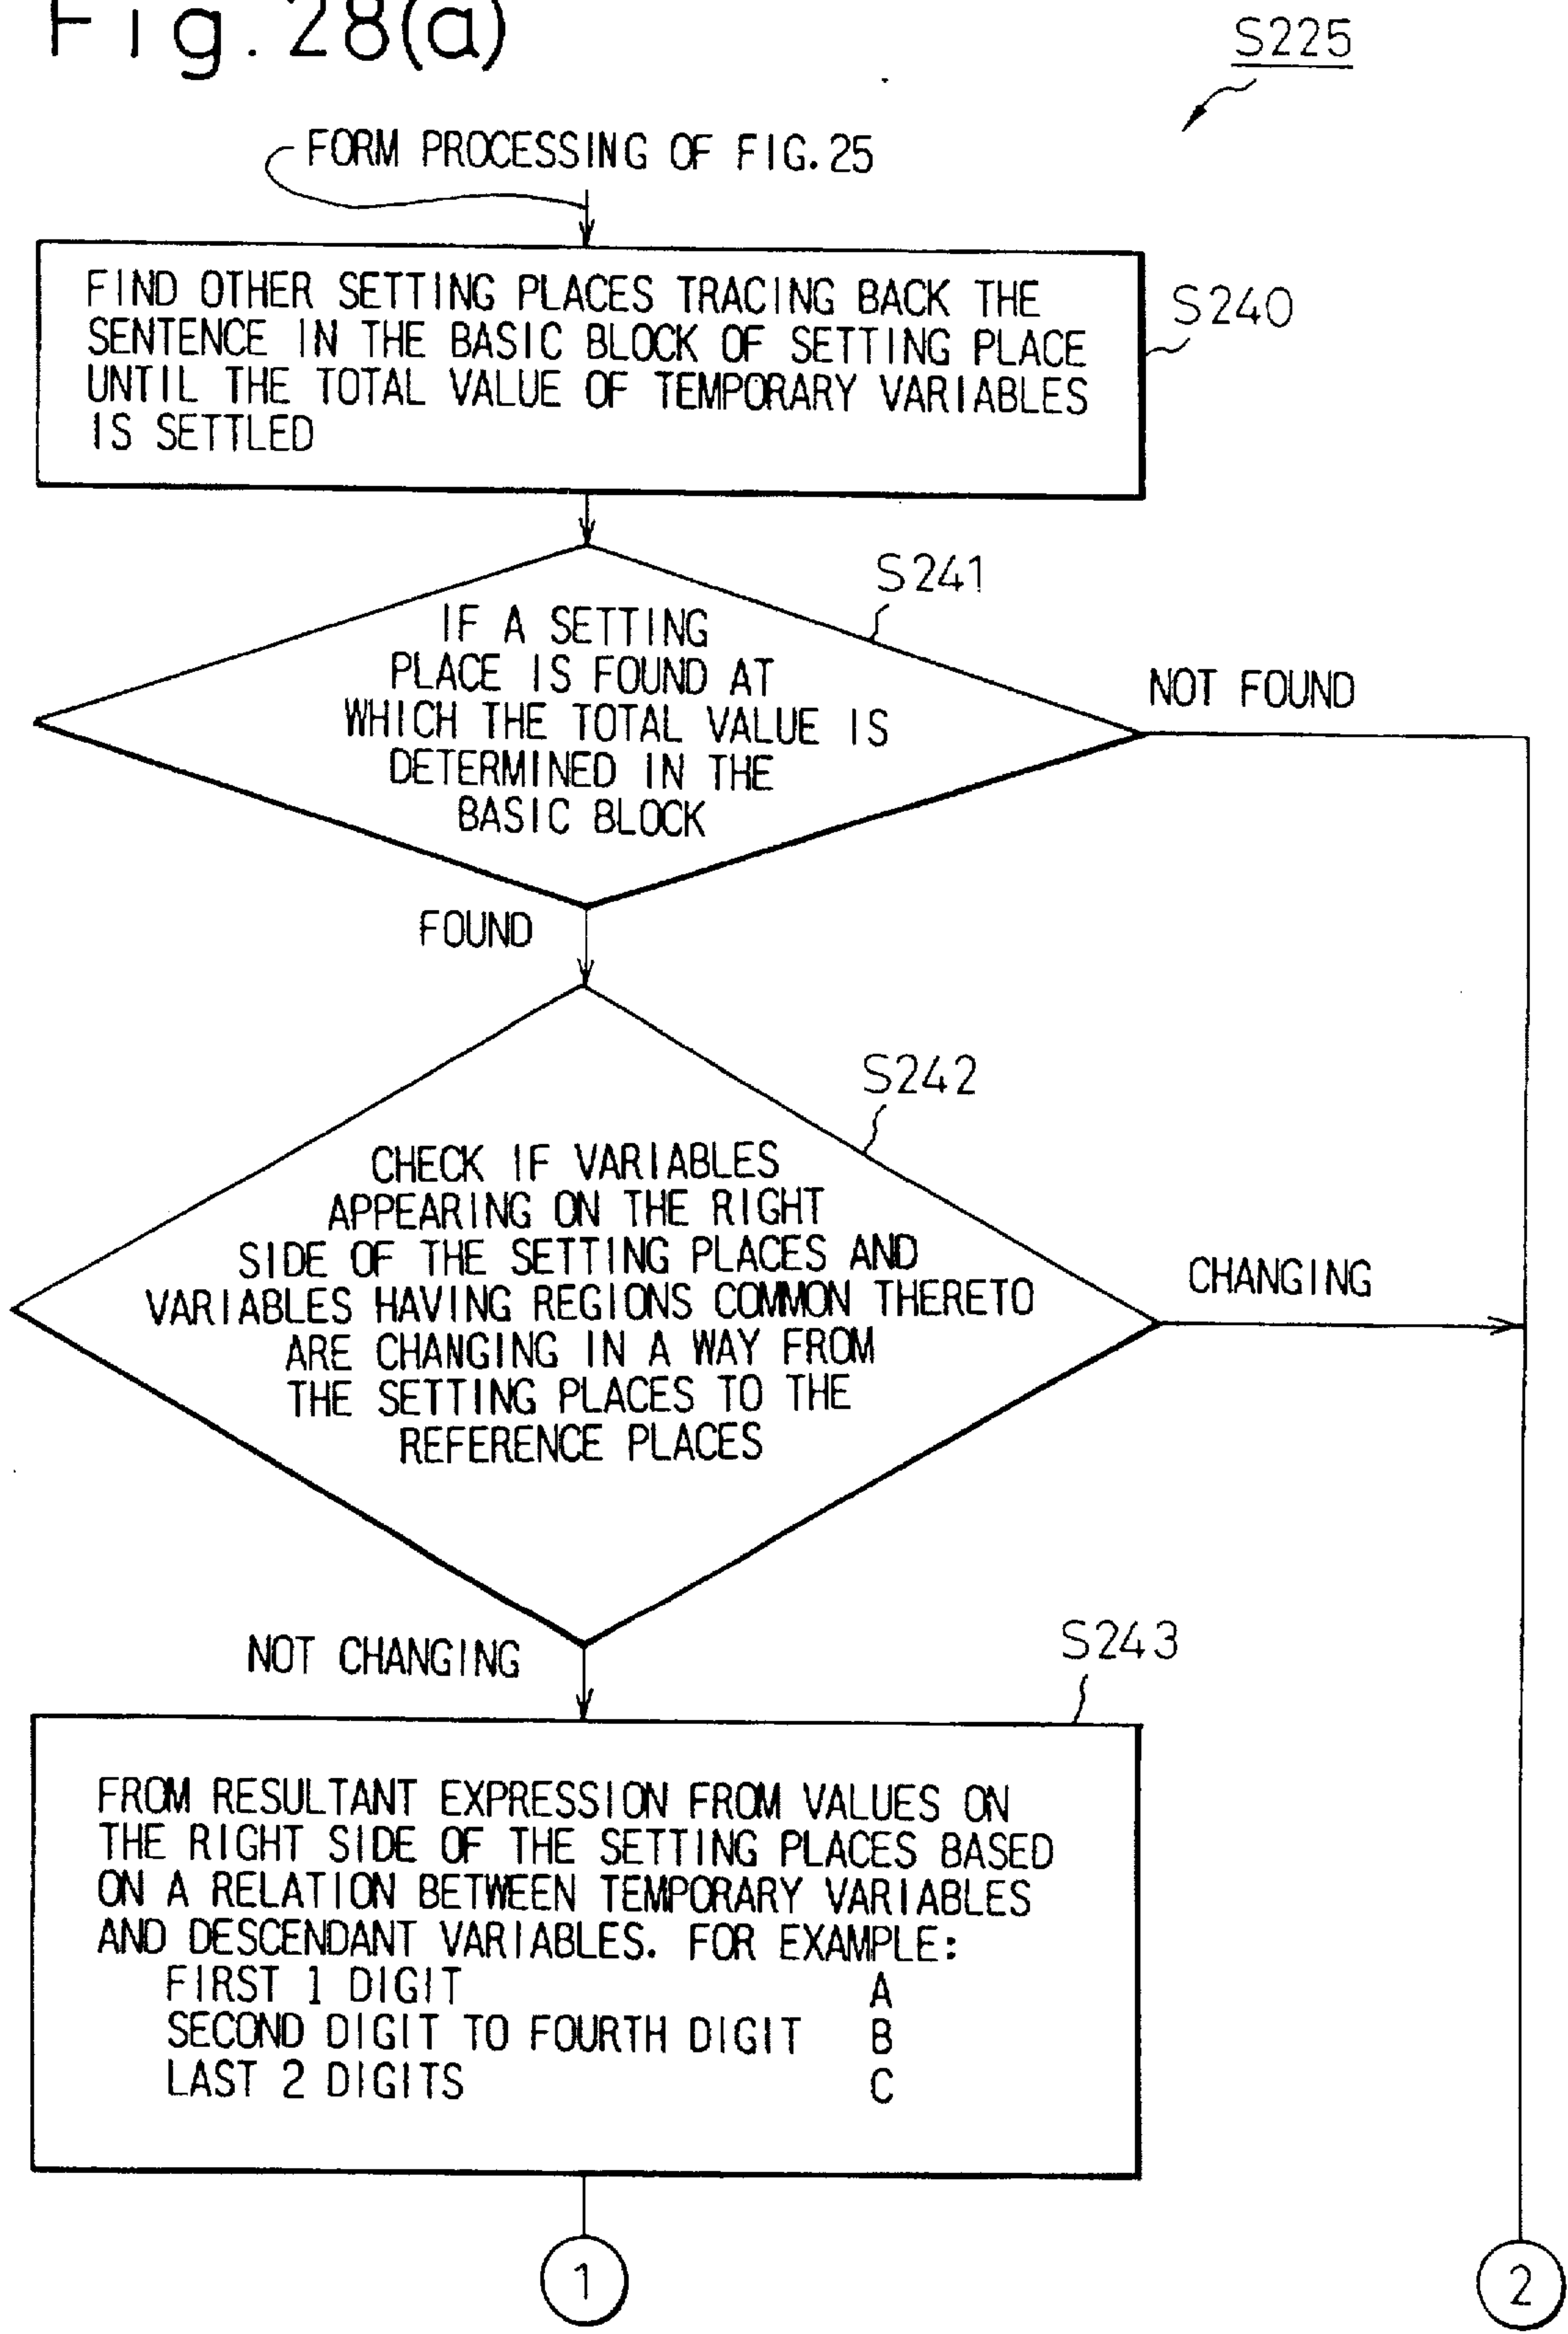 Fig. 28(a)
S225
FORM PROCESSING OF FIG. 25
FIND OTHER SETTING PLACES TRACING BACK THE
SENTENCE IN THE BASIC BLOCK OF SETTING PLACE
UNTIL THE TOTAL VALUE OF TEMPORARY VARIABLES
IS SETTLED
S240
S241
IF A SETTING
PLACE IS FOUND AT
WHICH THE TOTAL VALUE IS
DETERMINED IN THE
BASIC BLOCK
NOT FOUND
FOUND
S242
CHECK IF VARIABLES
APPEARING ON THE RIGHT
SIDE OF THE SETTING PLACES AND
VARIABLES HAVING REGIONS COMMON THERETO
ARE CHANGING IN A WAY FROM
THE SETTING PLACES TO THE
REFERENCE PLACES
CHANGING
NOT CHANGING
S243
FROM RESULTANT EXPRESSION FROM VALUES ON
THE RIGHT SIDE OF THE SETTING PLACES BASED
ON A RELATION BETWEEN TEMPORARY VARIABLES
AND DESCENDANT VARIABLES. FOR EXAMPLE:
FIRST 1 DIGIT A
SECOND DIGIT TO FOURTH DIGIT B
LAST 2 DIGITS C
1
2